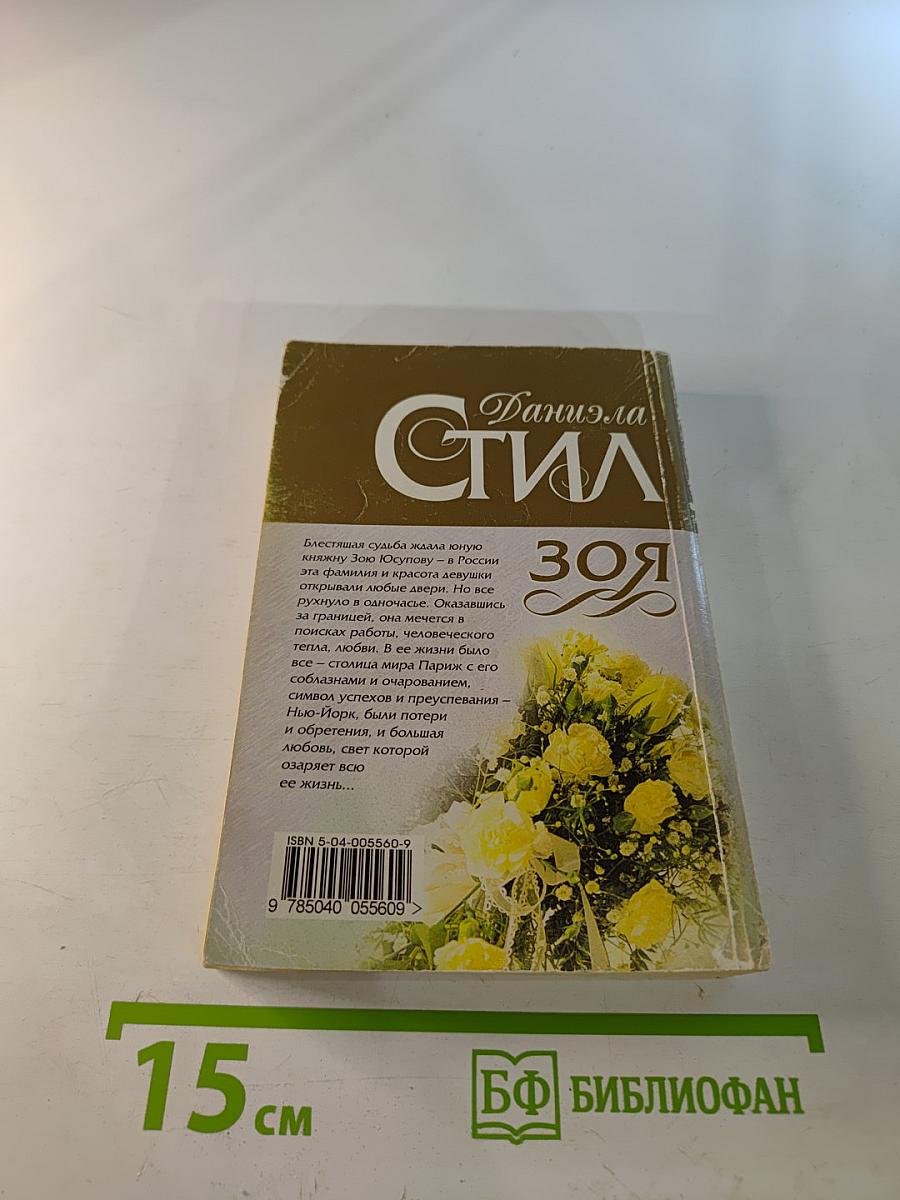 Даниэла
Стил
ЗОЯ
Блестящая судьба ждала юную
княжну Зою Юсупову – в России
эта фамилия и красота девушки
открывали любые двери. Но все
рухнуло в одночасье. Оказавшись
за границей, она мечется в
поисках работы, человеческого
тепла, любви. В ее жизни было
все – столица мира Париж с его
соблазнами и очарованием,
символ успехов и преуспевания –
Нью-Йорк, были потери
и обретения, и большая
любовь, свет которой
озаряет всю
ее жизнь...
ISBN 5-04-005560-9
9 785040 055609 >
15 см
БФ БИБЛИОФАН